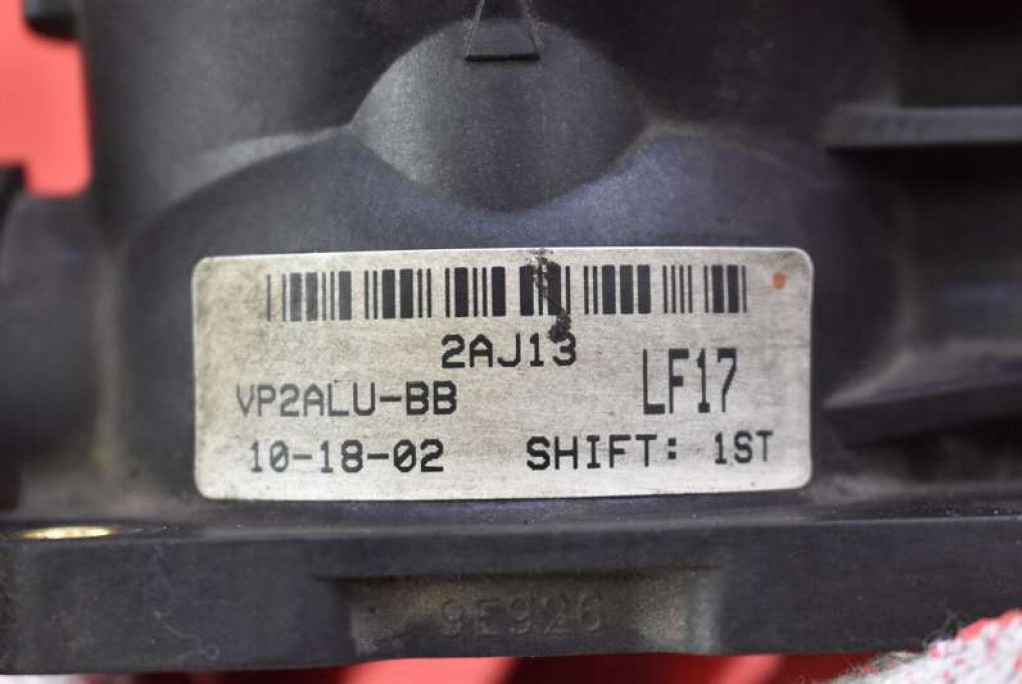 2AJ13
VP2ALU-BB LF17
10-18-02 SHIFT: 1ST
9E926